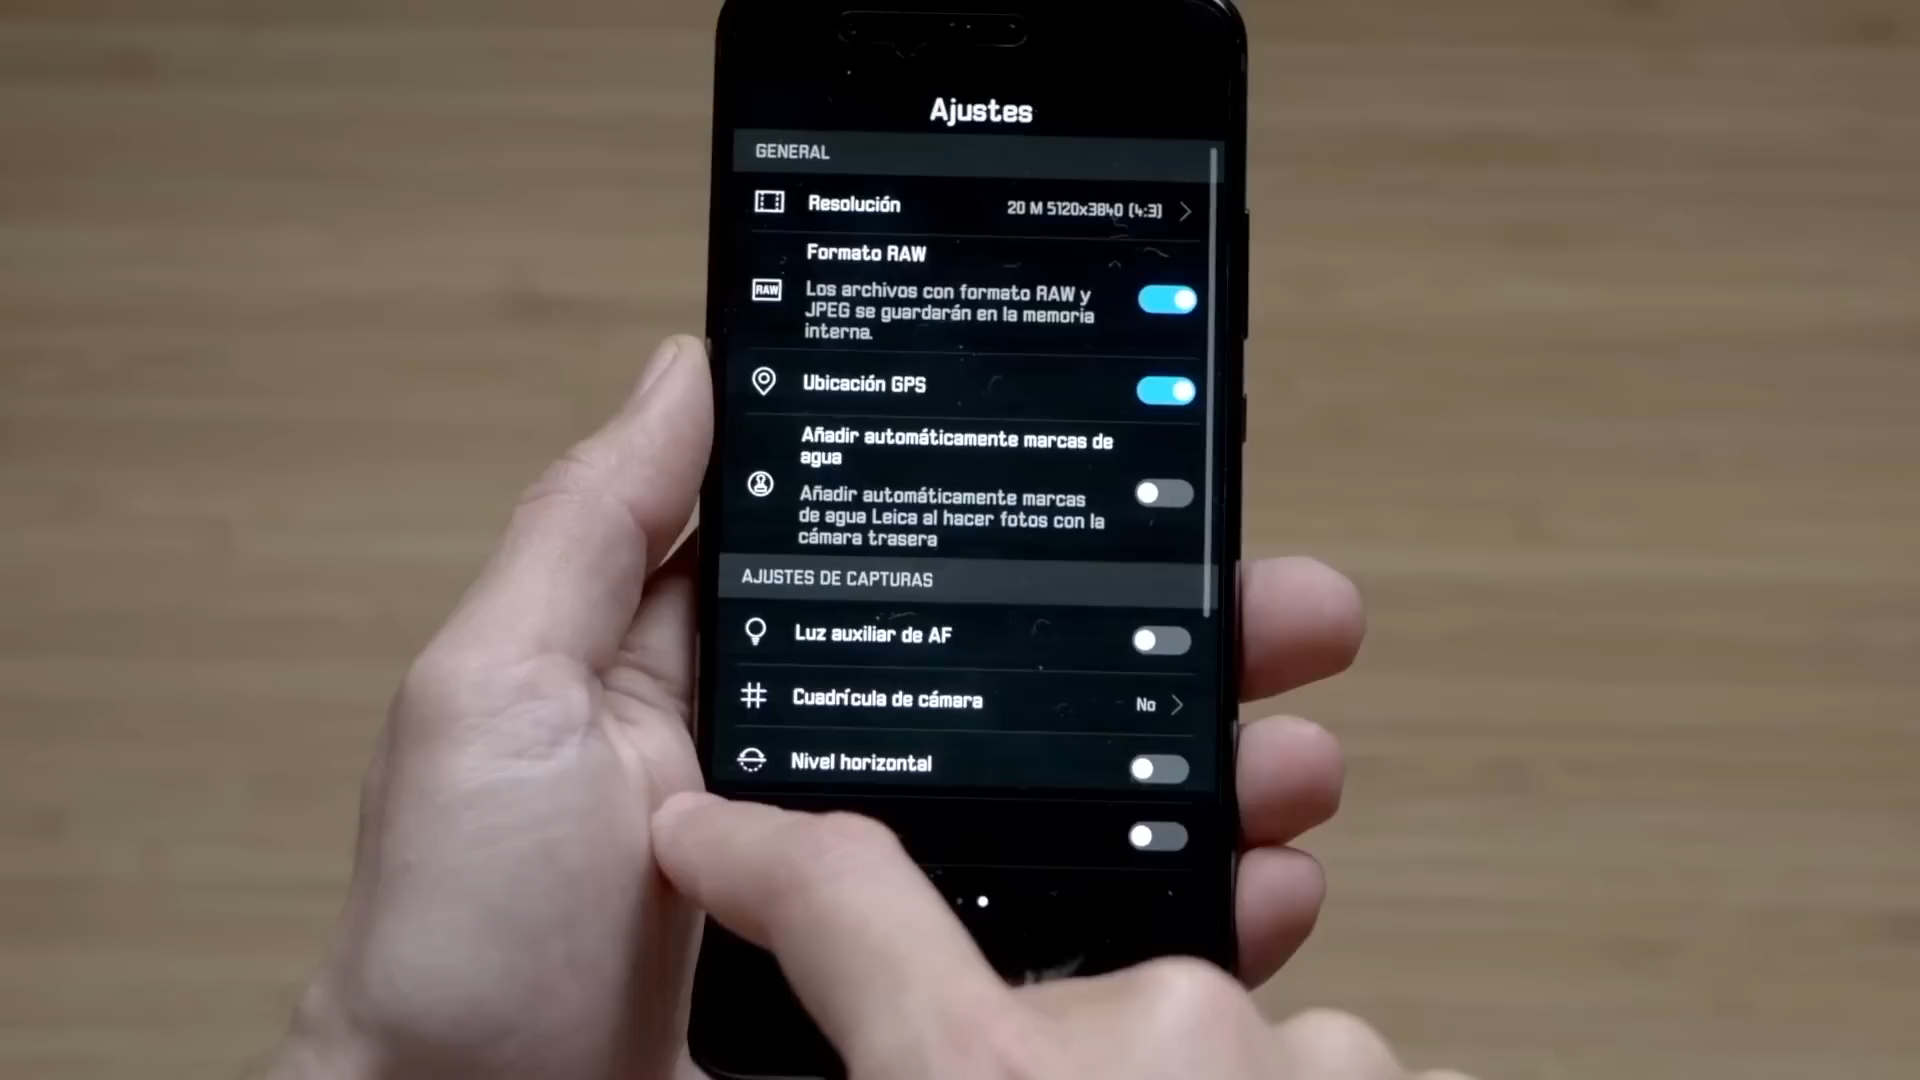 Ajustes
GENERAL
Resolución
20 M 5120x3840 (4:3)
Formato RAW
RAW
Los archivos con formato RAW y
JPEG se guardarán en la memoria
interna.
Ubicación GPS
Añadir automáticamente marcas de
agua
Añadir automáticamente marcas
de agua Leica al hacer fotos con la
cámara trasera
AJUSTES DE CAPTURAS
Luz auxiliar de AF
Cuadrícula de cámara
No
Nivel horizontal